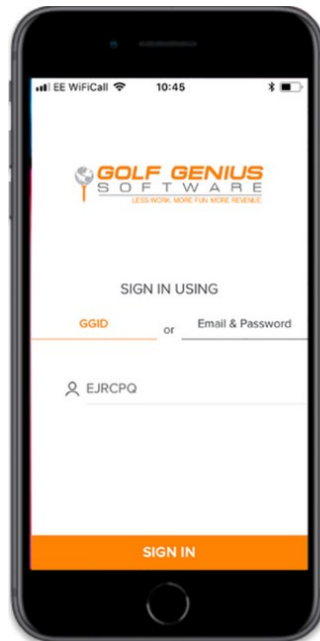 EE WiFiCall 10:45
GOLF GENIUS
SOFTWARE
LESS WORK. MORE FUN. MORE REVENUE.
SIGN IN USING
GGID or Email & Password
EJRCPQ
SIGN IN